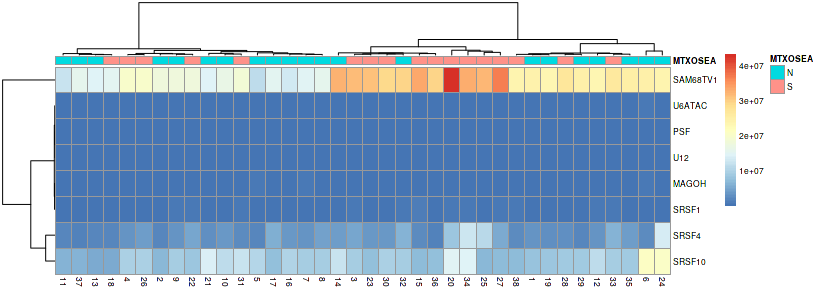 MTXOSEA
MTXOSEA
SAM68TV1
U6ATAC
PSF
U12
MAGOH
SRSF1
SRSF4
SRSF10
N
S
4e+07
3e+07
2e+07
1e+07
11 37 13 18 4 26 2 9 22 21 10 31 5 17 16 7 8 14 3 23 30 32 15 36 20 34 25 27 38 1 19 28 29 12 33 35 6 24